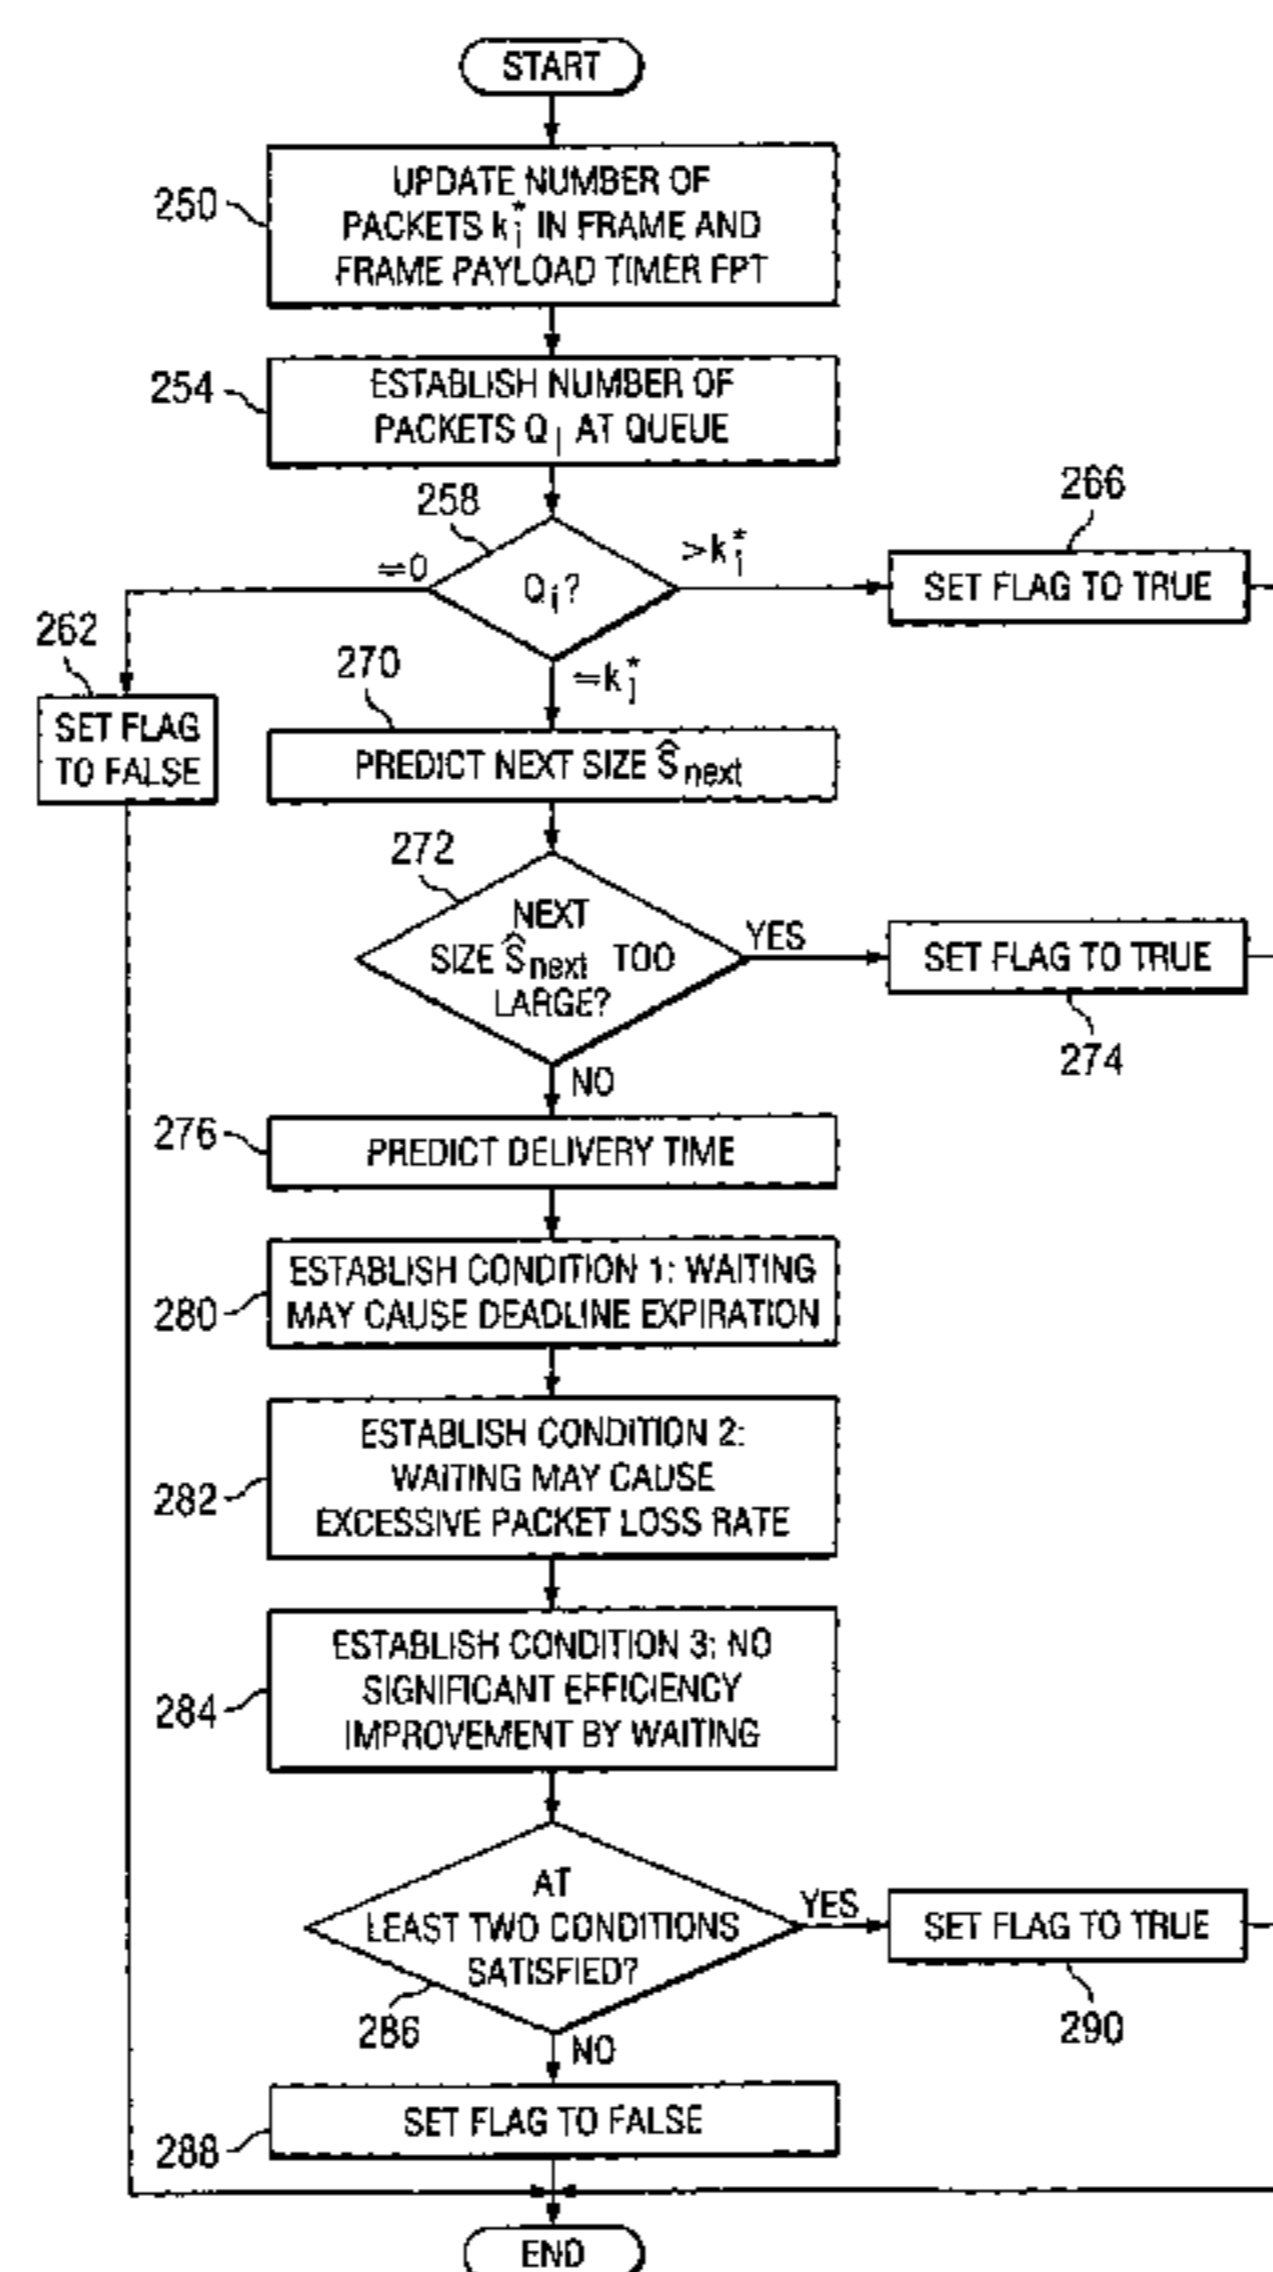 START
250
UPDATE NUMBER OF
PACKETS k*i IN FRAME AND
FRAME PAYLOAD TIMER FPT
254
ESTABLISH NUMBER OF
PACKETS Qi AT QUEUE
258
=0
Qi?
>k*i
266
SET FLAG TO TRUE
262
SET FLAG
TO FALSE
=k*i
270
PREDICT NEXT SIZE Ŝnext
272
NEXT
SIZE Ŝnext TOO
LARGE?
YES
SET FLAG TO TRUE
274
NO
276
PREDICT DELIVERY TIME
280
ESTABLISH CONDITION 1: WAITING
MAY CAUSE DEADLINE EXPIRATION
282
ESTABLISH CONDITION 2:
WAITING MAY CAUSE
EXCESSIVE PACKET LOSS RATE
284
ESTABLISH CONDITION 3: NO
SIGNIFICANT EFFICIENCY
IMPROVEMENT BY WAITING
AT
LEAST TWO CONDITIONS
SATISFIED?
286
YES
SET FLAG TO TRUE
290
NO
288
SET FLAG TO FALSE
END